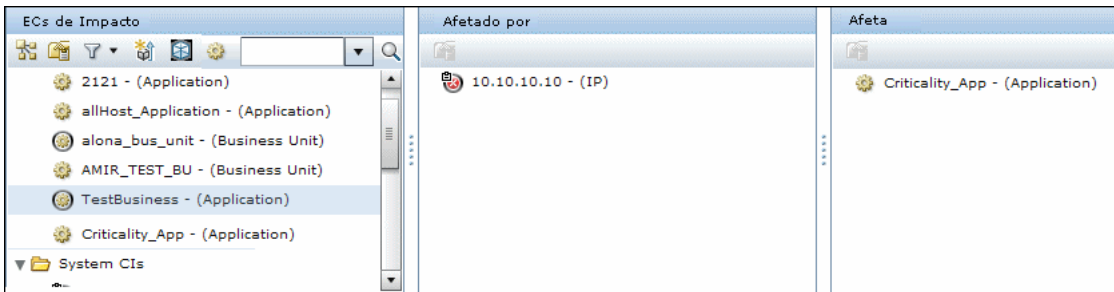 ECs de Impacto
2121 - (Application)
allHost_Application - (Application)
alona_bus_unit - (Business Unit)
AMIR_TEST_BU - (Business Unit)
TestBusiness - (Application)
Criticality_App - (Application)
System CIs
Afetado por
10.10.10.10 - (IP)
Afeta
Criticality_App - (Application)